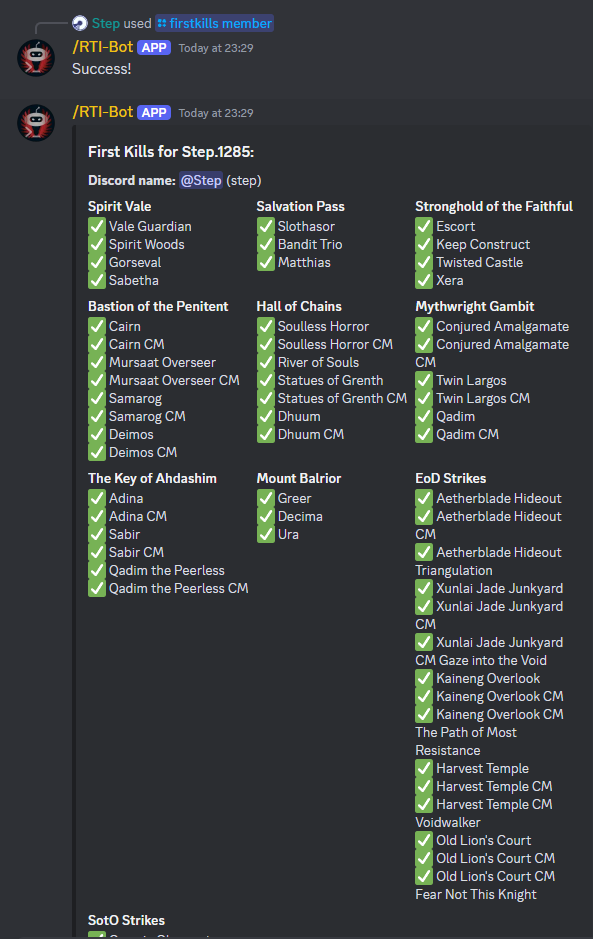 Step used firstkills member
/RTI-Bot APP Today at 23:29
Success!
/RTI-Bot APP Today at 23:29
First Kills for Step.1285:
Discord name: @Step (step)
Spirit Vale
Vale Guardian
Spirit Woods
Gorseval
Sabetha
Salvation Pass
Slothasor
Bandit Trio
Matthias
Stronghold of the Faithful
Escort
Keep Construct
Twisted Castle
Xera
Bastion of the Penitent
Cairn
Cairn CM
Mursaat Overseer
Mursaat Overseer CM
Samarog
Samarog CM
Deimos
Deimos CM
Hall of Chains
Soulless Horror
Soulless Horror CM
River of Souls
Statues of Grenth
Statues of Grenth CM
Dhuum
Dhuum CM
Mythwright Gambit
Conjured Amalgamate
Conjured Amalgamate
CM
Twin Largos
Twin Largos CM
Qadim
Qadim CM
The Key of Ahdashim
Adina
Adina CM
Sabir
Sabir CM
Qadim the Peerless
Qadim the Peerless CM
Mount Balrior
Greer
Decima
Ura
EoD Strikes
Aetherblade Hideout
Aetherblade Hideout
CM
Aetherblade Hideout
Triangulation
Xunlai Jade Junkyard
Xunlai Jade Junkyard
CM
Xunlai Jade Junkyard
CM Gaze into the Void
Kaineng Overlook
Kaineng Overlook CM
Kaineng Overlook CM
The Path of Most
Resistance
Harvest Temple
Harvest Temple CM
Harvest Temple CM
Voidwalker
Old Lion's Court
Old Lion's Court CM
Old Lion's Court CM
Fear Not This Knight
SotO Strikes